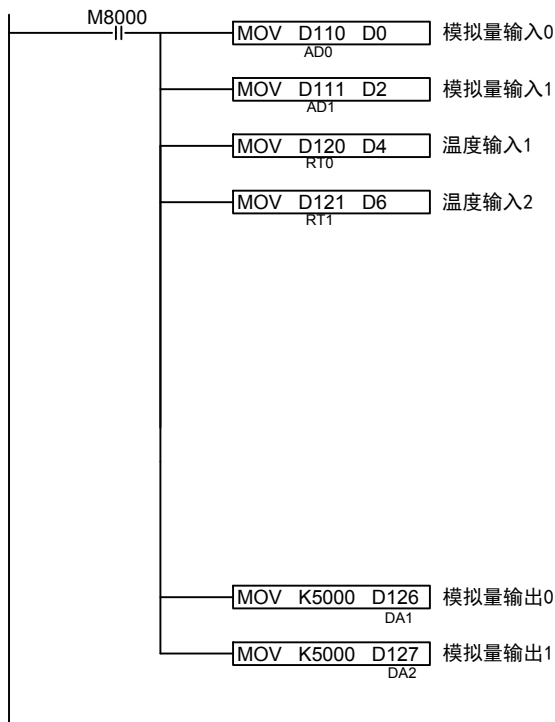 M8000
MOV D110 D0 模拟量输入0
AD0
MOV D111 D2 模拟量输入1
AD1
MOV D120 D4 温度输入1
RT0
MOV D121 D6 温度输入2
RT1
MOV K5000 D126 模拟量输出0
DA1
MOV K5000 D127 模拟量输出1
DA2